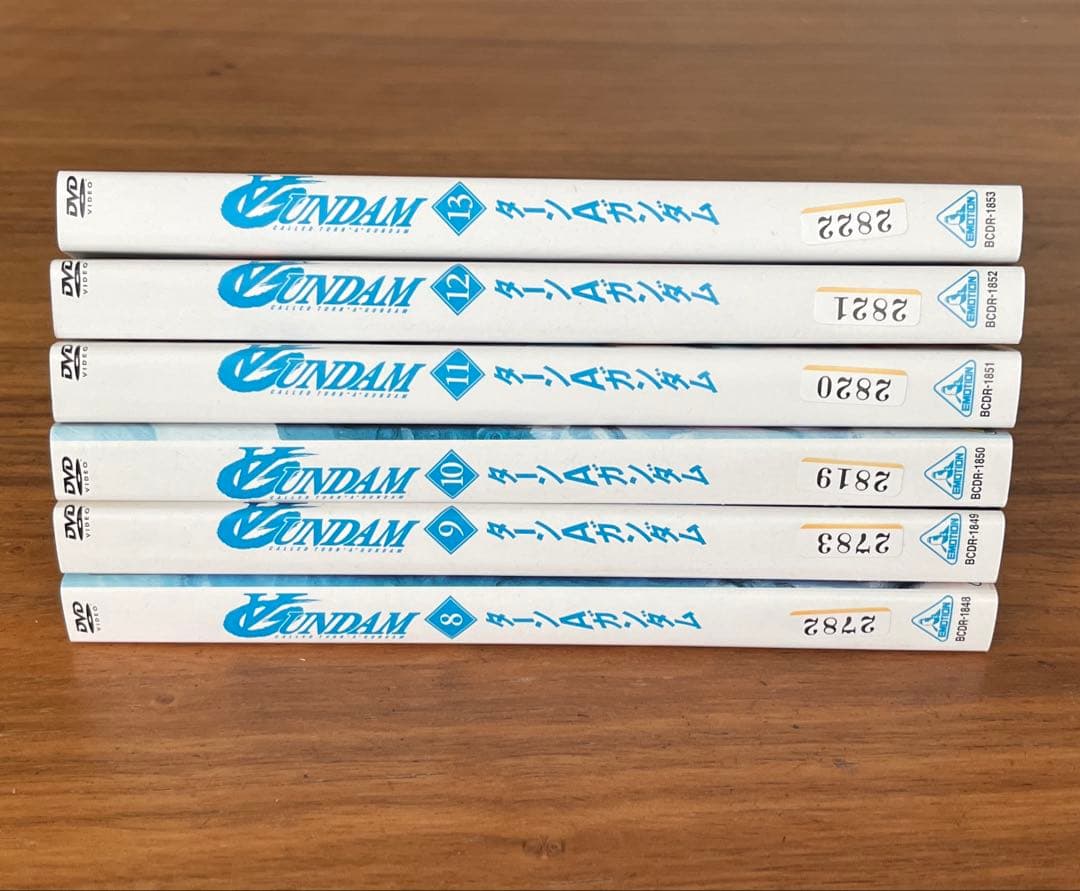 DVD VIDEO ∀GUNDAM CALLED TURN "A" GUNDAM 13 ターンAガンダム 2822 EMOTION BCDR-1853
DVD VIDEO ∀GUNDAM CALLED TURN "A" GUNDAM 12 ターンAガンダム 2821 EMOTION BCDR-1852
DVD VIDEO ∀GUNDAM CALLED TURN "A" GUNDAM 11 ターンAガンダム 2820 EMOTION BCDR-1851
DVD VIDEO ∀GUNDAM CALLED TURN "A" GUNDAM 10 ターンAガンダム 2819 EMOTION BCDR-1850
DVD VIDEO ∀GUNDAM CALLED TURN "A" GUNDAM 9 ターンAガンダム 2783 EMOTION BCDR-1849
DVD VIDEO ∀GUNDAM CALLED TURN "A" GUNDAM 8 ターンAガンダム 2782 EMOTION BCDR-1848